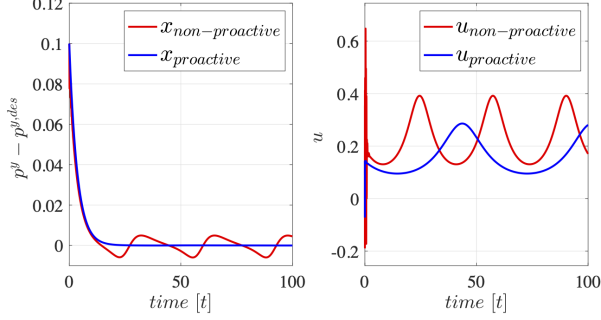 0.12
0.1
0.08
0.06
0.04
0.02
0
p^y − p^{y,des}
x_{non−proactive}
x_{proactive}
0 50 100
time [t]
0.6
0.4
0.2
0
-0.2
u
u_{non−proactive}
u_{proactive}
0 50 100
time [t]